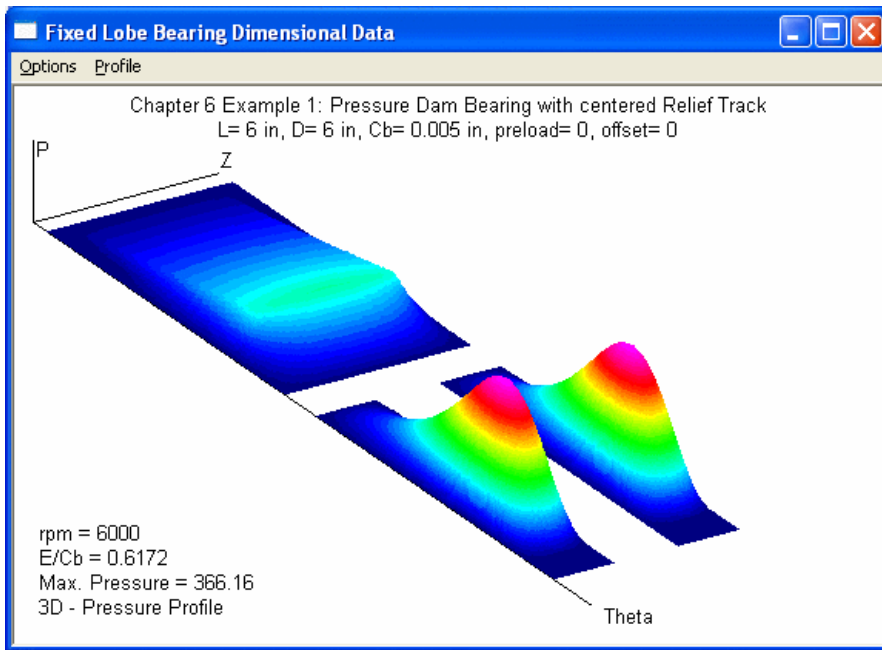 Fixed Lobe Bearing Dimensional Data
Options Profile
Chapter 6 Example 1: Pressure Dam Bearing with centered Relief Track
L= 6 in, D= 6 in, Cb= 0.005 in, preload= 0, offset= 0
P
Z
rpm = 6000
E/Cb = 0.6172
Max. Pressure = 366.16
3D - Pressure Profile
Theta